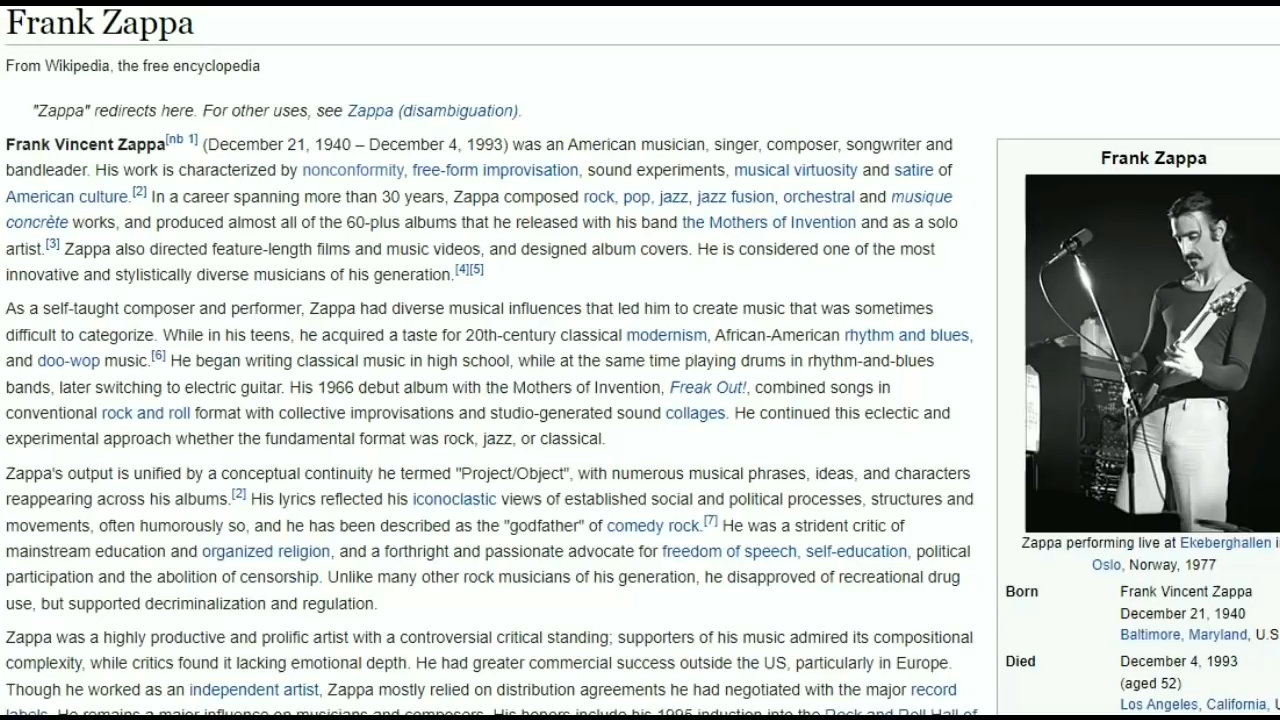 Frank Zappa
From Wikipedia, the free encyclopedia
"Zappa" redirects here. For other uses, see Zappa (disambiguation).
Frank Vincent Zappa[nb 1] (December 21, 1940 – December 4, 1993) was an American musician, singer, composer, songwriter and
bandleader. His work is characterized by nonconformity, free-form improvisation, sound experiments, musical virtuosity and satire of
American culture.[2] In a career spanning more than 30 years, Zappa composed rock, pop, jazz, jazz fusion, orchestral and musique
concrète works, and produced almost all of the 60-plus albums that he released with his band the Mothers of Invention and as a solo
artist.[3] Zappa also directed feature-length films and music videos, and designed album covers. He is considered one of the most
innovative and stylistically diverse musicians of his generation.[4][5]
As a self-taught composer and performer, Zappa had diverse musical influences that led him to create music that was sometimes
difficult to categorize. While in his teens, he acquired a taste for 20th-century classical modernism, African-American rhythm and blues,
and doo-wop music.[6] He began writing classical music in high school, while at the same time playing drums in rhythm-and-blues
bands, later switching to electric guitar. His 1966 debut album with the Mothers of Invention, Freak Out!, combined songs in
conventional rock and roll format with collective improvisations and studio-generated sound collages. He continued this eclectic and
experimental approach whether the fundamental format was rock, jazz, or classical.
Zappa's output is unified by a conceptual continuity he termed "Project/Object", with numerous musical phrases, ideas, and characters
reappearing across his albums.[2] His lyrics reflected his iconoclastic views of established social and political processes, structures and
movements, often humorously so, and he has been described as the "godfather" of comedy rock.[7] He was a strident critic of
mainstream education and organized religion, and a forthright and passionate advocate for freedom of speech, self-education, political
participation and the abolition of censorship. Unlike many other rock musicians of his generation, he disapproved of recreational drug
use, but supported decriminalization and regulation.
Zappa was a highly productive and prolific artist with a controversial critical standing; supporters of his music admired its compositional
complexity, while critics found it lacking emotional depth. He had greater commercial success outside the US, particularly in Europe.
Though he worked as an independent artist, Zappa mostly relied on distribution agreements he had negotiated with the major record
labels. He remains a major influence on musicians and composers. His honors include his 1995 induction into the Rock and Roll Hall of
Frank Zappa
Zappa performing live at Ekeberghallen i
Oslo, Norway, 1977
Born Frank Vincent Zappa
December 21, 1940
Baltimore, Maryland, U.S
Died December 4, 1993
(aged 52)
Los Angeles, California, U